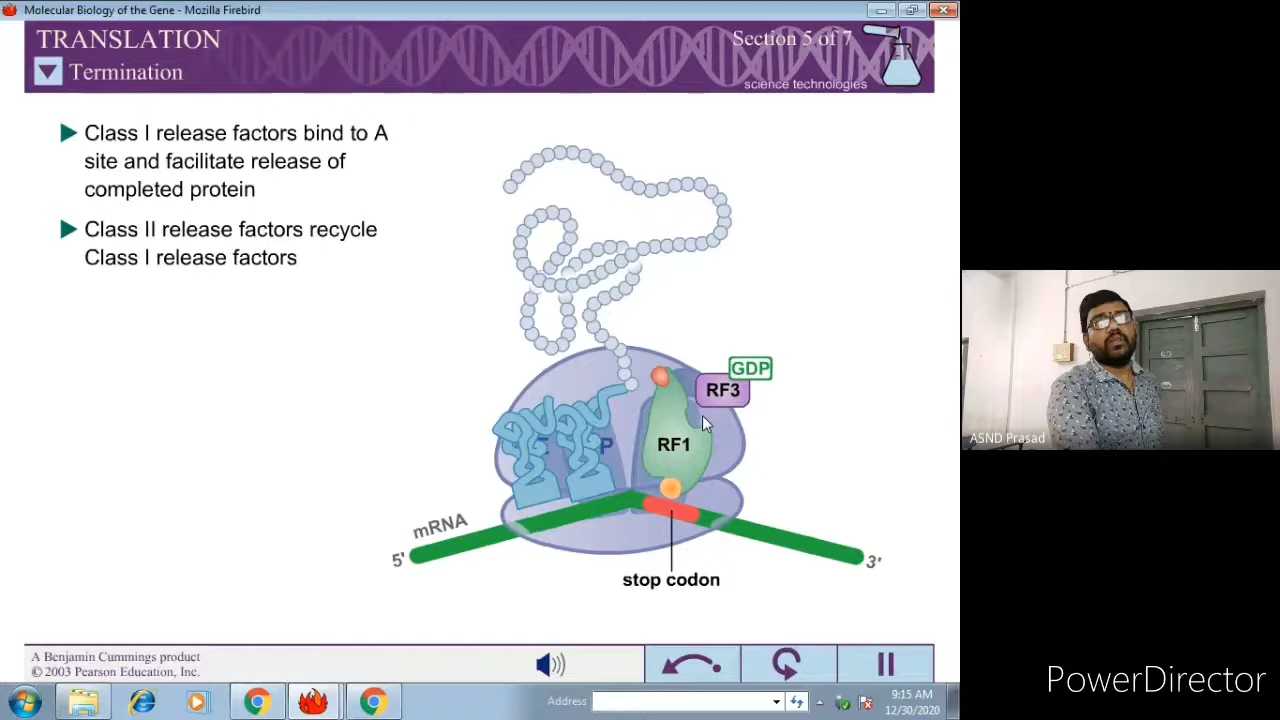 Molecular Biology of the Gene - Mozilla Firebird
TRANSLATION
Section 5 of 7
Termination
science technologies
Class I release factors bind to A
site and facilitate release of
completed protein
Class II release factors recycle
Class I release factors
GDP
RF3
RF1
P
mRNA
5'
3'
stop codon
ASND Prasad
A Benjamin Cummings product
© 2003 Pearson Education, Inc.
Address
9:15 AM
12/30/2020
PowerDirector